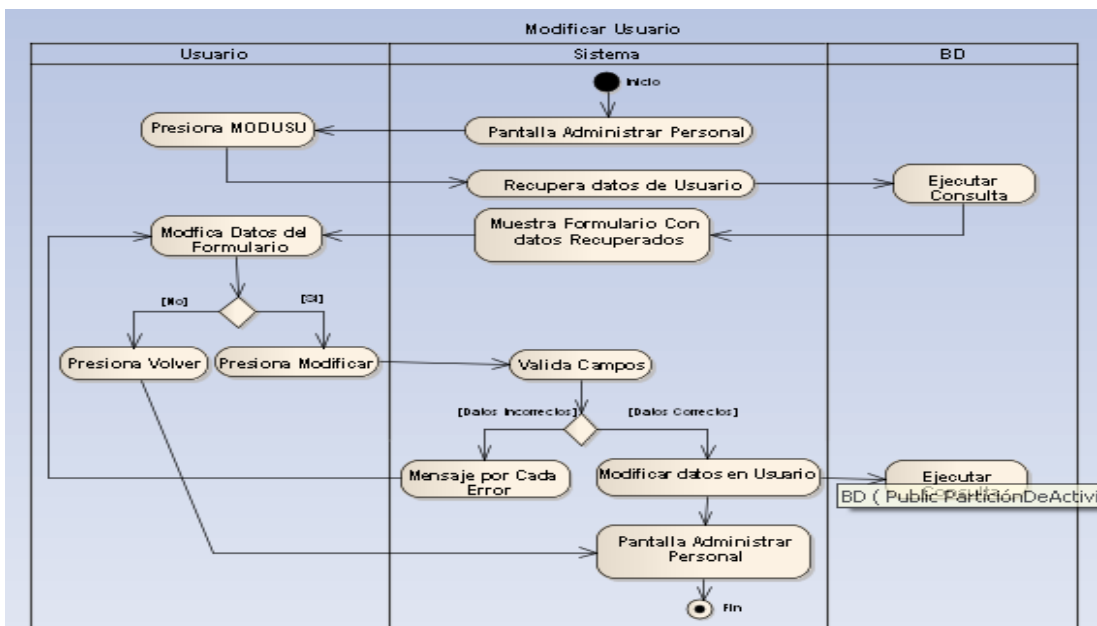 Modificar Usuario
Usuario
Sistema
BD
Inicio
Presiona MODUSU
Pantalla Administrar Personal
Recupera datos de Usuario
Ejecutar
Consulta
Modfica Datos del
Formulario
Muestra Formulario Con
datos Recuperados
[No]
[SI]
Presiona Volver
Presiona Modificar
Valida Campos
[Datos Incorrectos]
[Datos Correctos]
Mensaje por Cada
Error
Modificar datos en Usuario
Ejecutar
BD ( Public ParticiónDeActivi
Pantalla Administrar
Personal
Fin